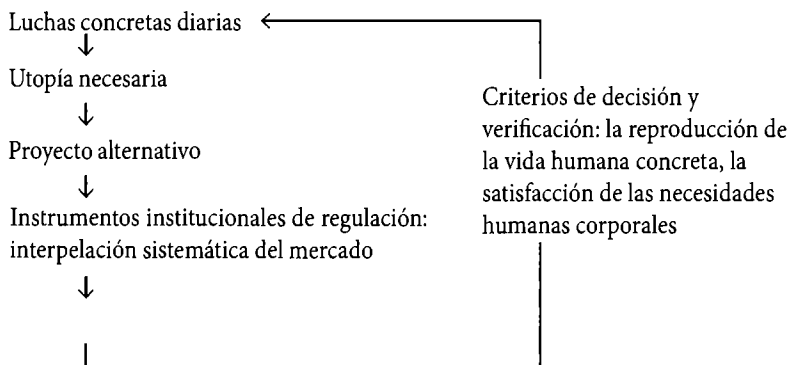 Luchas concretas diarias
Utopía necesaria
Proyecto alternativo
Instrumentos institucionales de regulación:
interpelación sistemática del mercado
Criterios de decisión y
verificación: la reproducción de
la vida humana concreta, la
satisfacción de las necesidades
humanas corporales